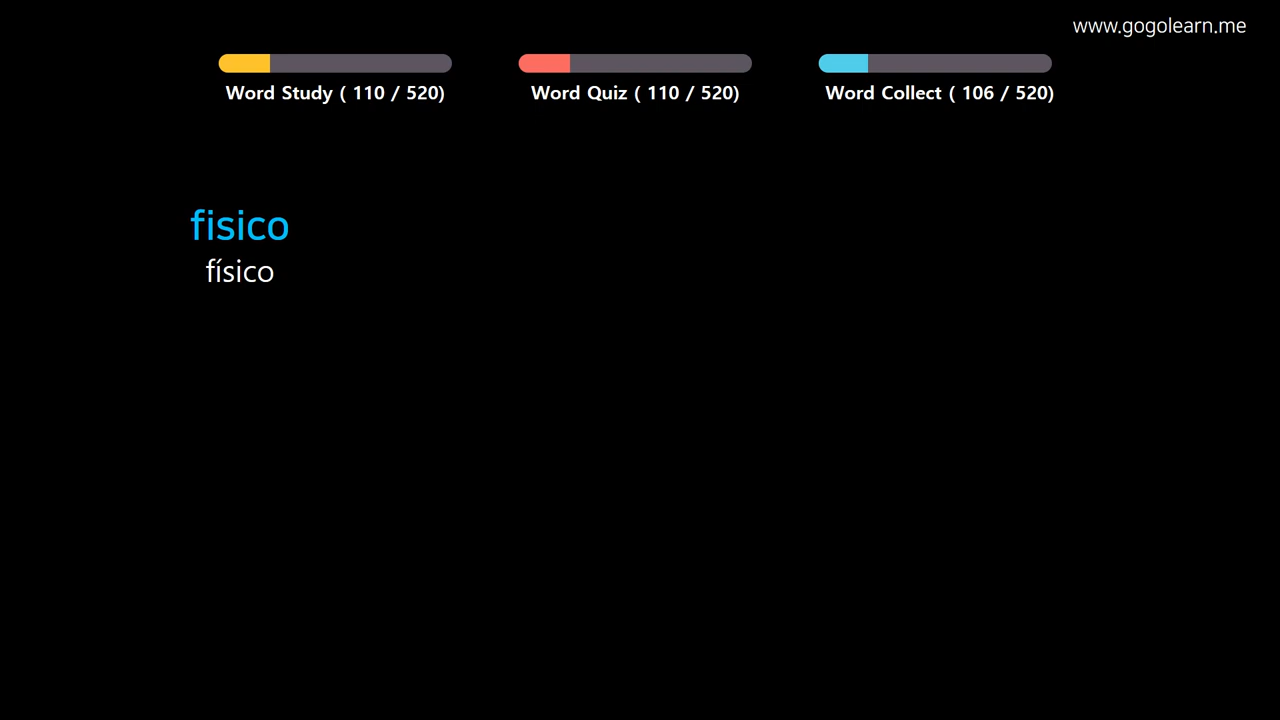 www.gogolearn.me
Word Study ( 110 / 520)
Word Quiz ( 110 / 520)
Word Collect ( 106 / 520)
fisico
físico